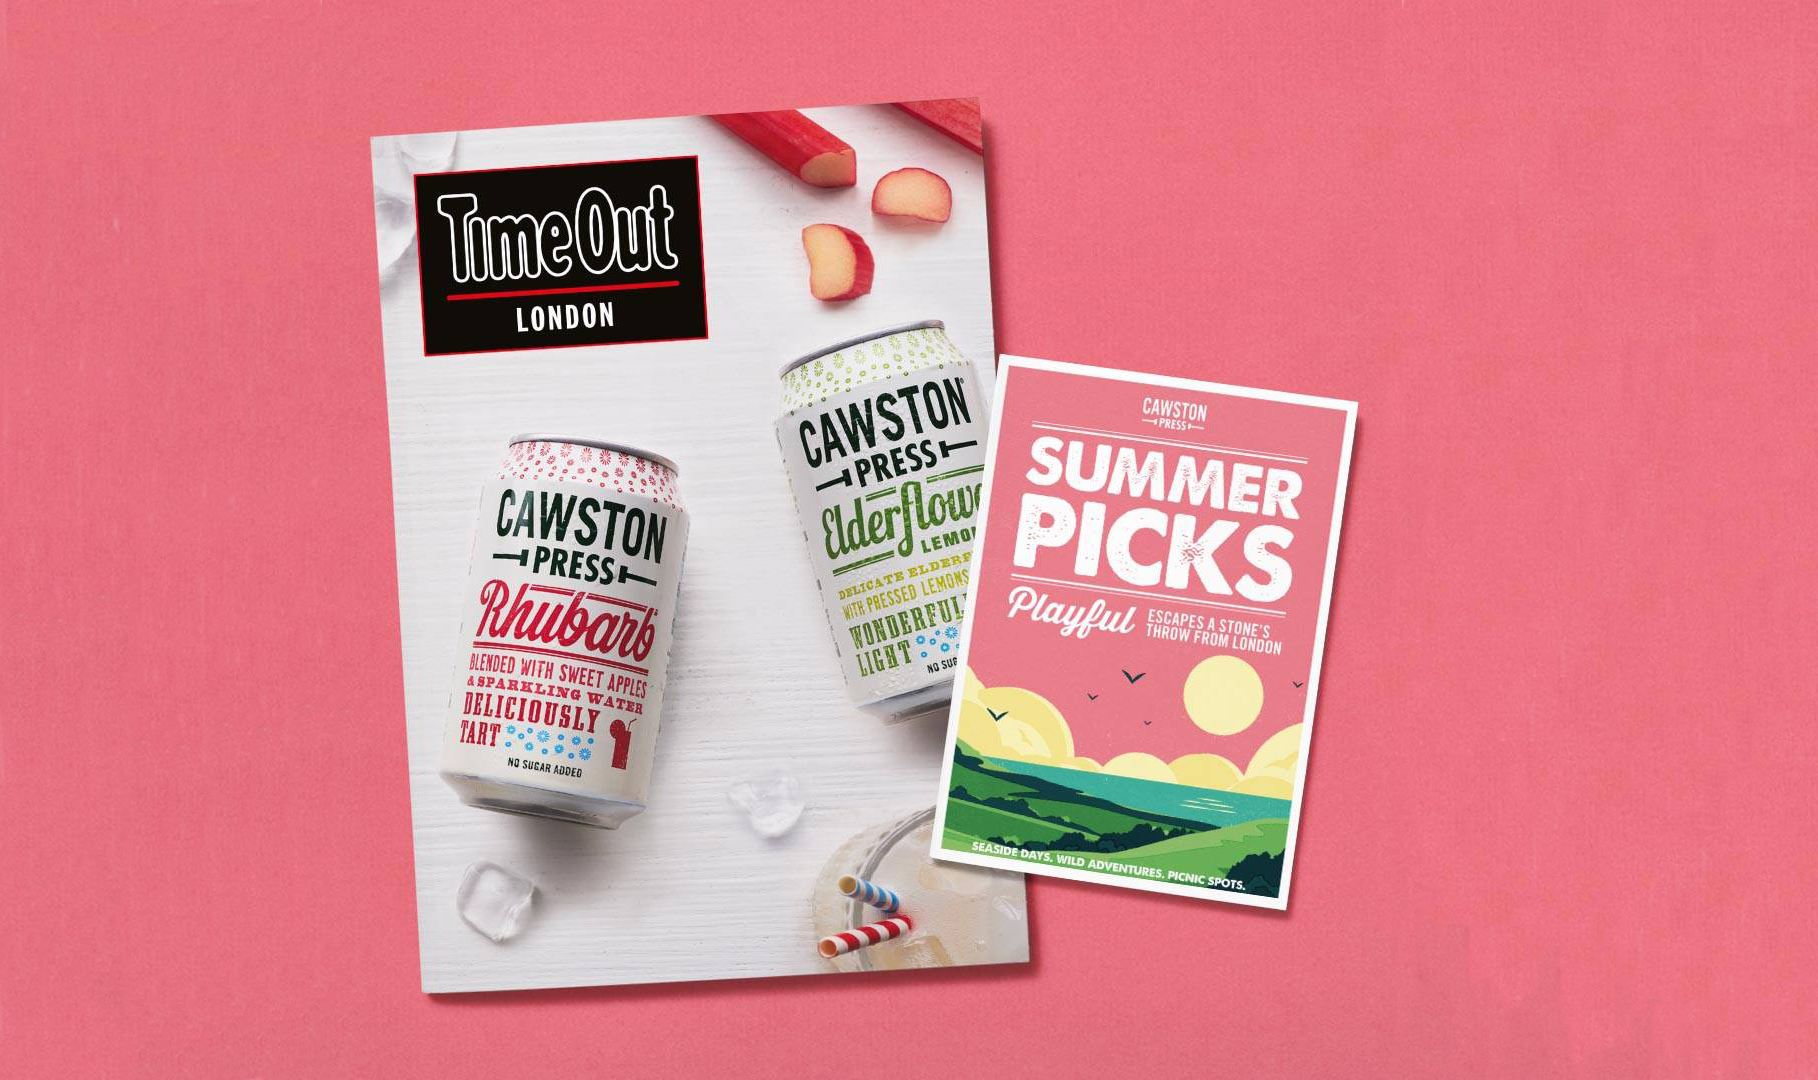 Time Out
LONDON
CAWSTON
PRESS
Rhubarb
BLENDED WITH SWEET APPLES
& SPARKLING WATER
DELICIOUSLY
TART
NO SUGAR ADDED
CAWSTON
PRESS
DELICATE
WITH PRESSED LEMONS
LIGHT
NO
CAWSTON
PRESS
SUMMER
PICKS
Playful
ESCAPES A STONE'S
THROW FROM LONDON
SEASIDE DAYS. WILD ADVENTURES. PICNIC SPOTS.